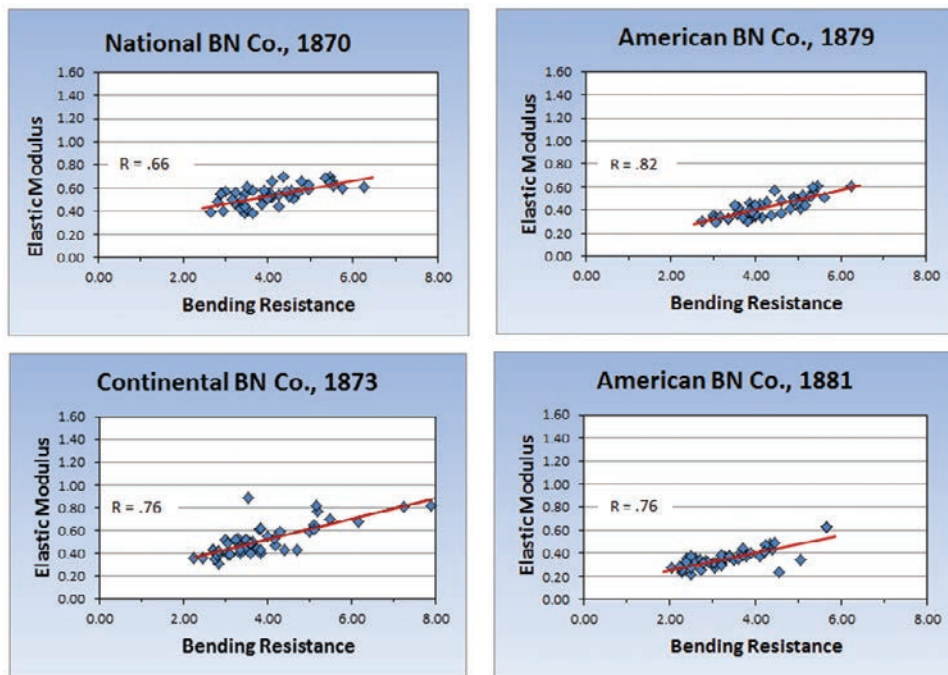 National BN Co., 1870
Elastic Modulus
1.60
1.40
1.20
1.00
0.80
0.60
0.40
0.20
0.00
R = .66
0.00 2.00 4.00 6.00 8.00
Bending Resistance
American BN Co., 1879
Elastic Modulus
1.60
1.40
1.20
1.00
0.80
0.60
0.40
0.20
0.00
R = .82
0.00 2.00 4.00 6.00 8.00
Bending Resistance
Continental BN Co., 1873
Elastic Modulus
1.60
1.40
1.20
1.00
0.80
0.60
0.40
0.20
0.00
R = .76
0.00 2.00 4.00 6.00 8.00
Bending Resistance
American BN Co., 1881
Elastic Modulus
1.60
1.40
1.20
1.00
0.80
0.60
0.40
0.20
0.00
R = .76
0.00 2.00 4.00 6.00 8.00
Bending Resistance